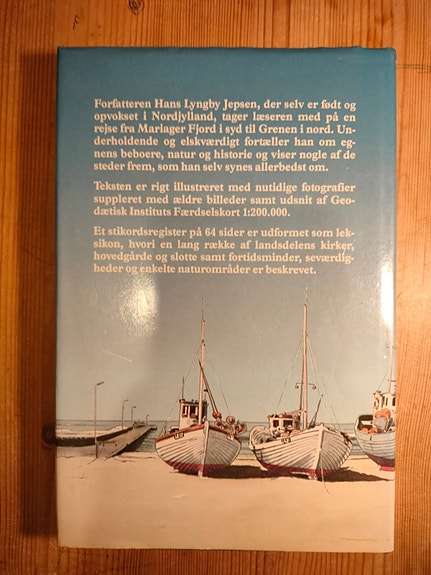 Forfatteren Hans Lyngby Jepsen, der selv er født og
opvokset i Nordjylland, tager læseren med på en
rejse fra Mariager Fjord i syd til Grenen i nord. Un-
derholdende og elskværdigt fortæller han om eg-
nens beboere, natur og historie og viser nogle af de
steder frem, som han selv synes allerbedst om.
Teksten er rigt illustreret med nutidige fotografier
suppleret med ældre billeder samt udsnit af Geo-
dætisk Instituts Færdselskort 1:200.000.
Et stikordsregister på 64 sider er udformet som lek-
sikon, hvori en lang række af landsdelens kirker,
hovedgårde og slotte samt fortidsminder, seværdig-
heder og enkelte naturområder er beskrevet.